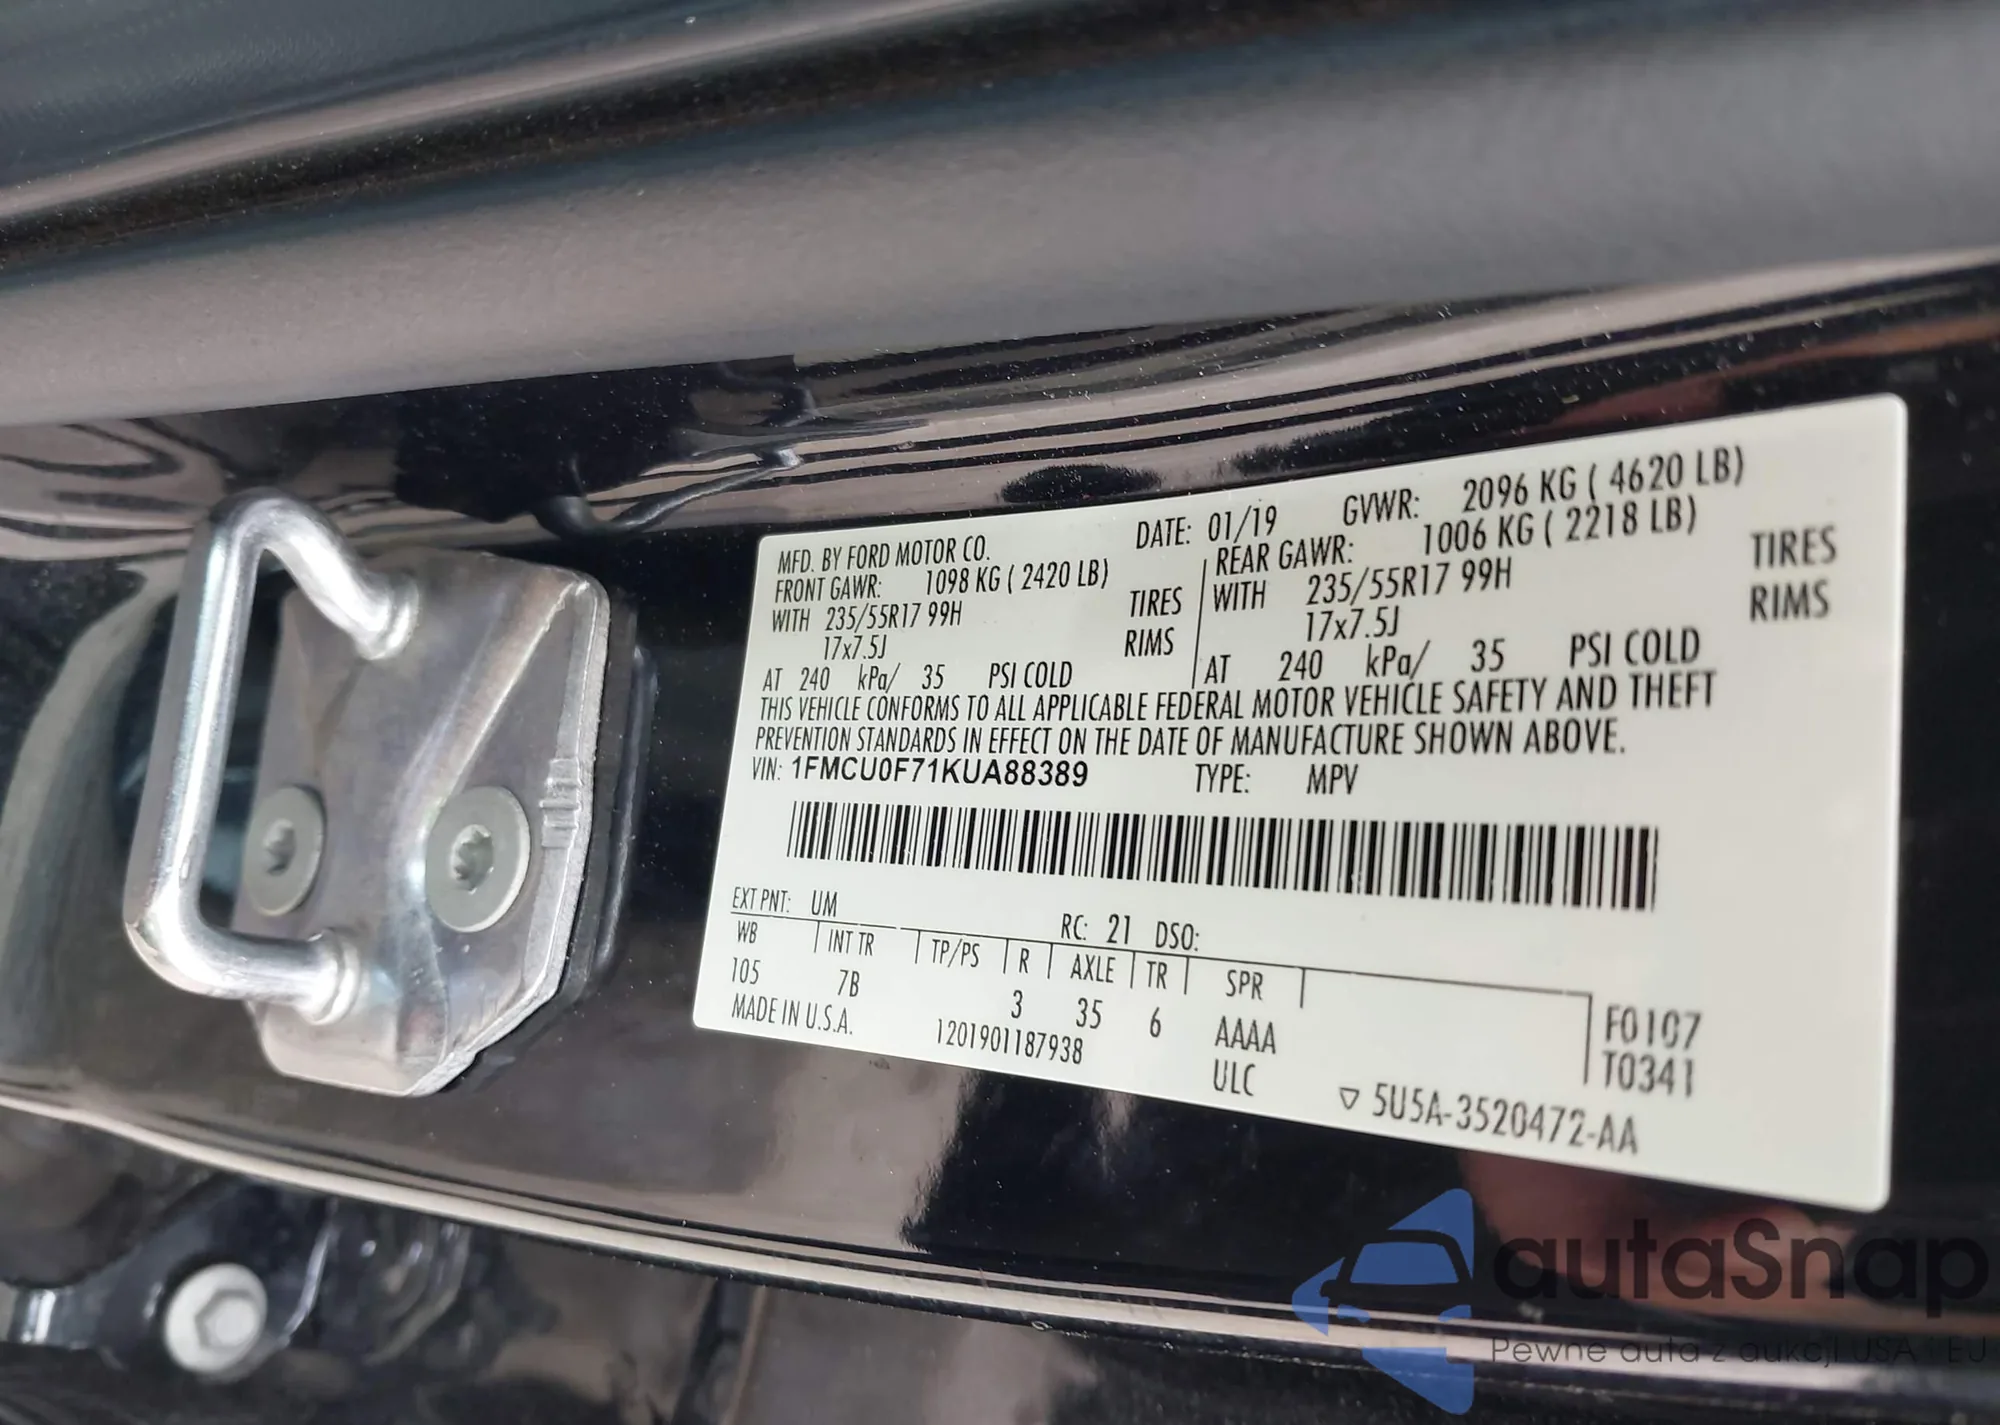 MFD. BY FORD MOTOR CO. DATE: 01/19 GVWR: 2096 KG ( 4620 LB)
FRONT GAWR: 1098 KG ( 2420 LB) REAR GAWR: 1006 KG ( 2218 LB)
WITH 235/55R17 99H TIRES WITH 235/55R17 99H TIRES
17x7.5J RIMS 17x7.5J RIMS
AT 240 kPa/ 35 PSI COLD AT 240 kPa/ 35 PSI COLD
THIS VEHICLE CONFORMS TO ALL APPLICABLE FEDERAL MOTOR VEHICLE SAFETY AND THEFT
PREVENTION STANDARDS IN EFFECT ON THE DATE OF MANUFACTURE SHOWN ABOVE.
VIN: 1FMCU0F71KUA88389 TYPE: MPV
EXT PNT: UM RC: 21 DSO:
WB INT TR TP/PS R AXLE TR SPR
105 7B 3 35 6 AAAA F0107
MADE IN U.S.A. 1201901187938 ULC T0341
▽ 5U5A-3520472-AA
autaSnap
Pewne auta z aukcji USA i EU